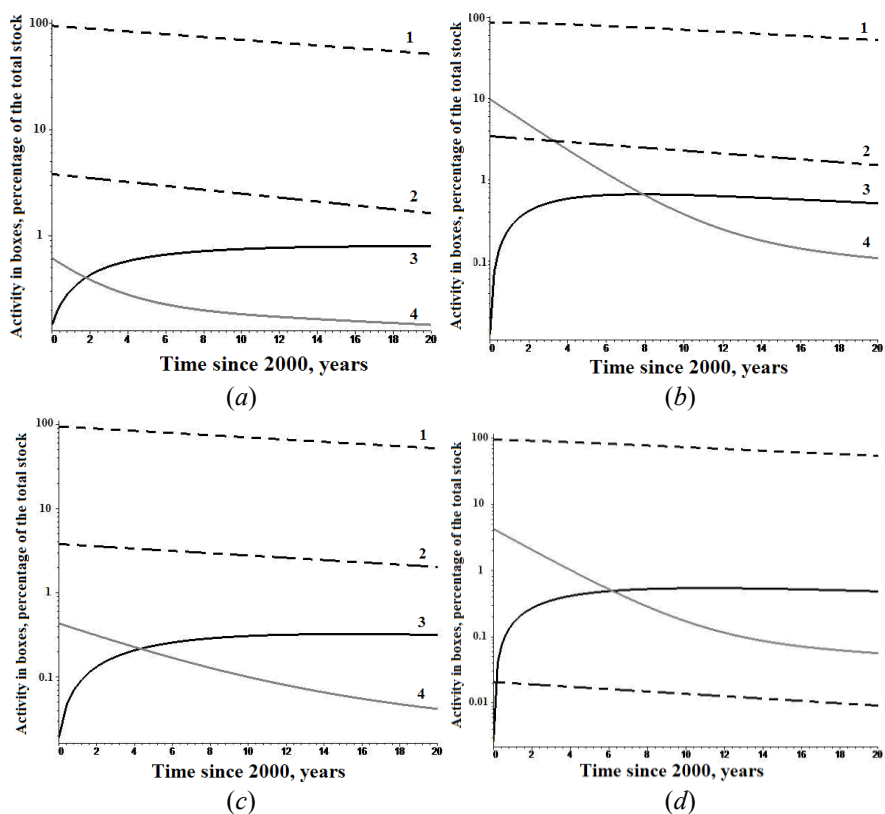 Activity in boxes, percentage of the total stock
100
10
1
1
2
3
4
0 2 4 6 8 10 12 14 16 18 20
Time since 2000, years
(a)
Activity in boxes, percentage of the total stock
100
10
1
0.1
1
2
3
4
0 2 4 6 8 10 12 14 16 18 20
Time since 2000, years
(b)
Activity in boxes, percentage of the total stock
100
10
1
0.1
1
2
3
4
0 2 4 6 8 10 12 14 16 18 20
Time since 2000, years
(c)
Activity in boxes, percentage of the total stock
100
10
1
0.1
0.01
0 2 4 6 8 10 12 14 16 18 20
Time since 2000, years
(d)